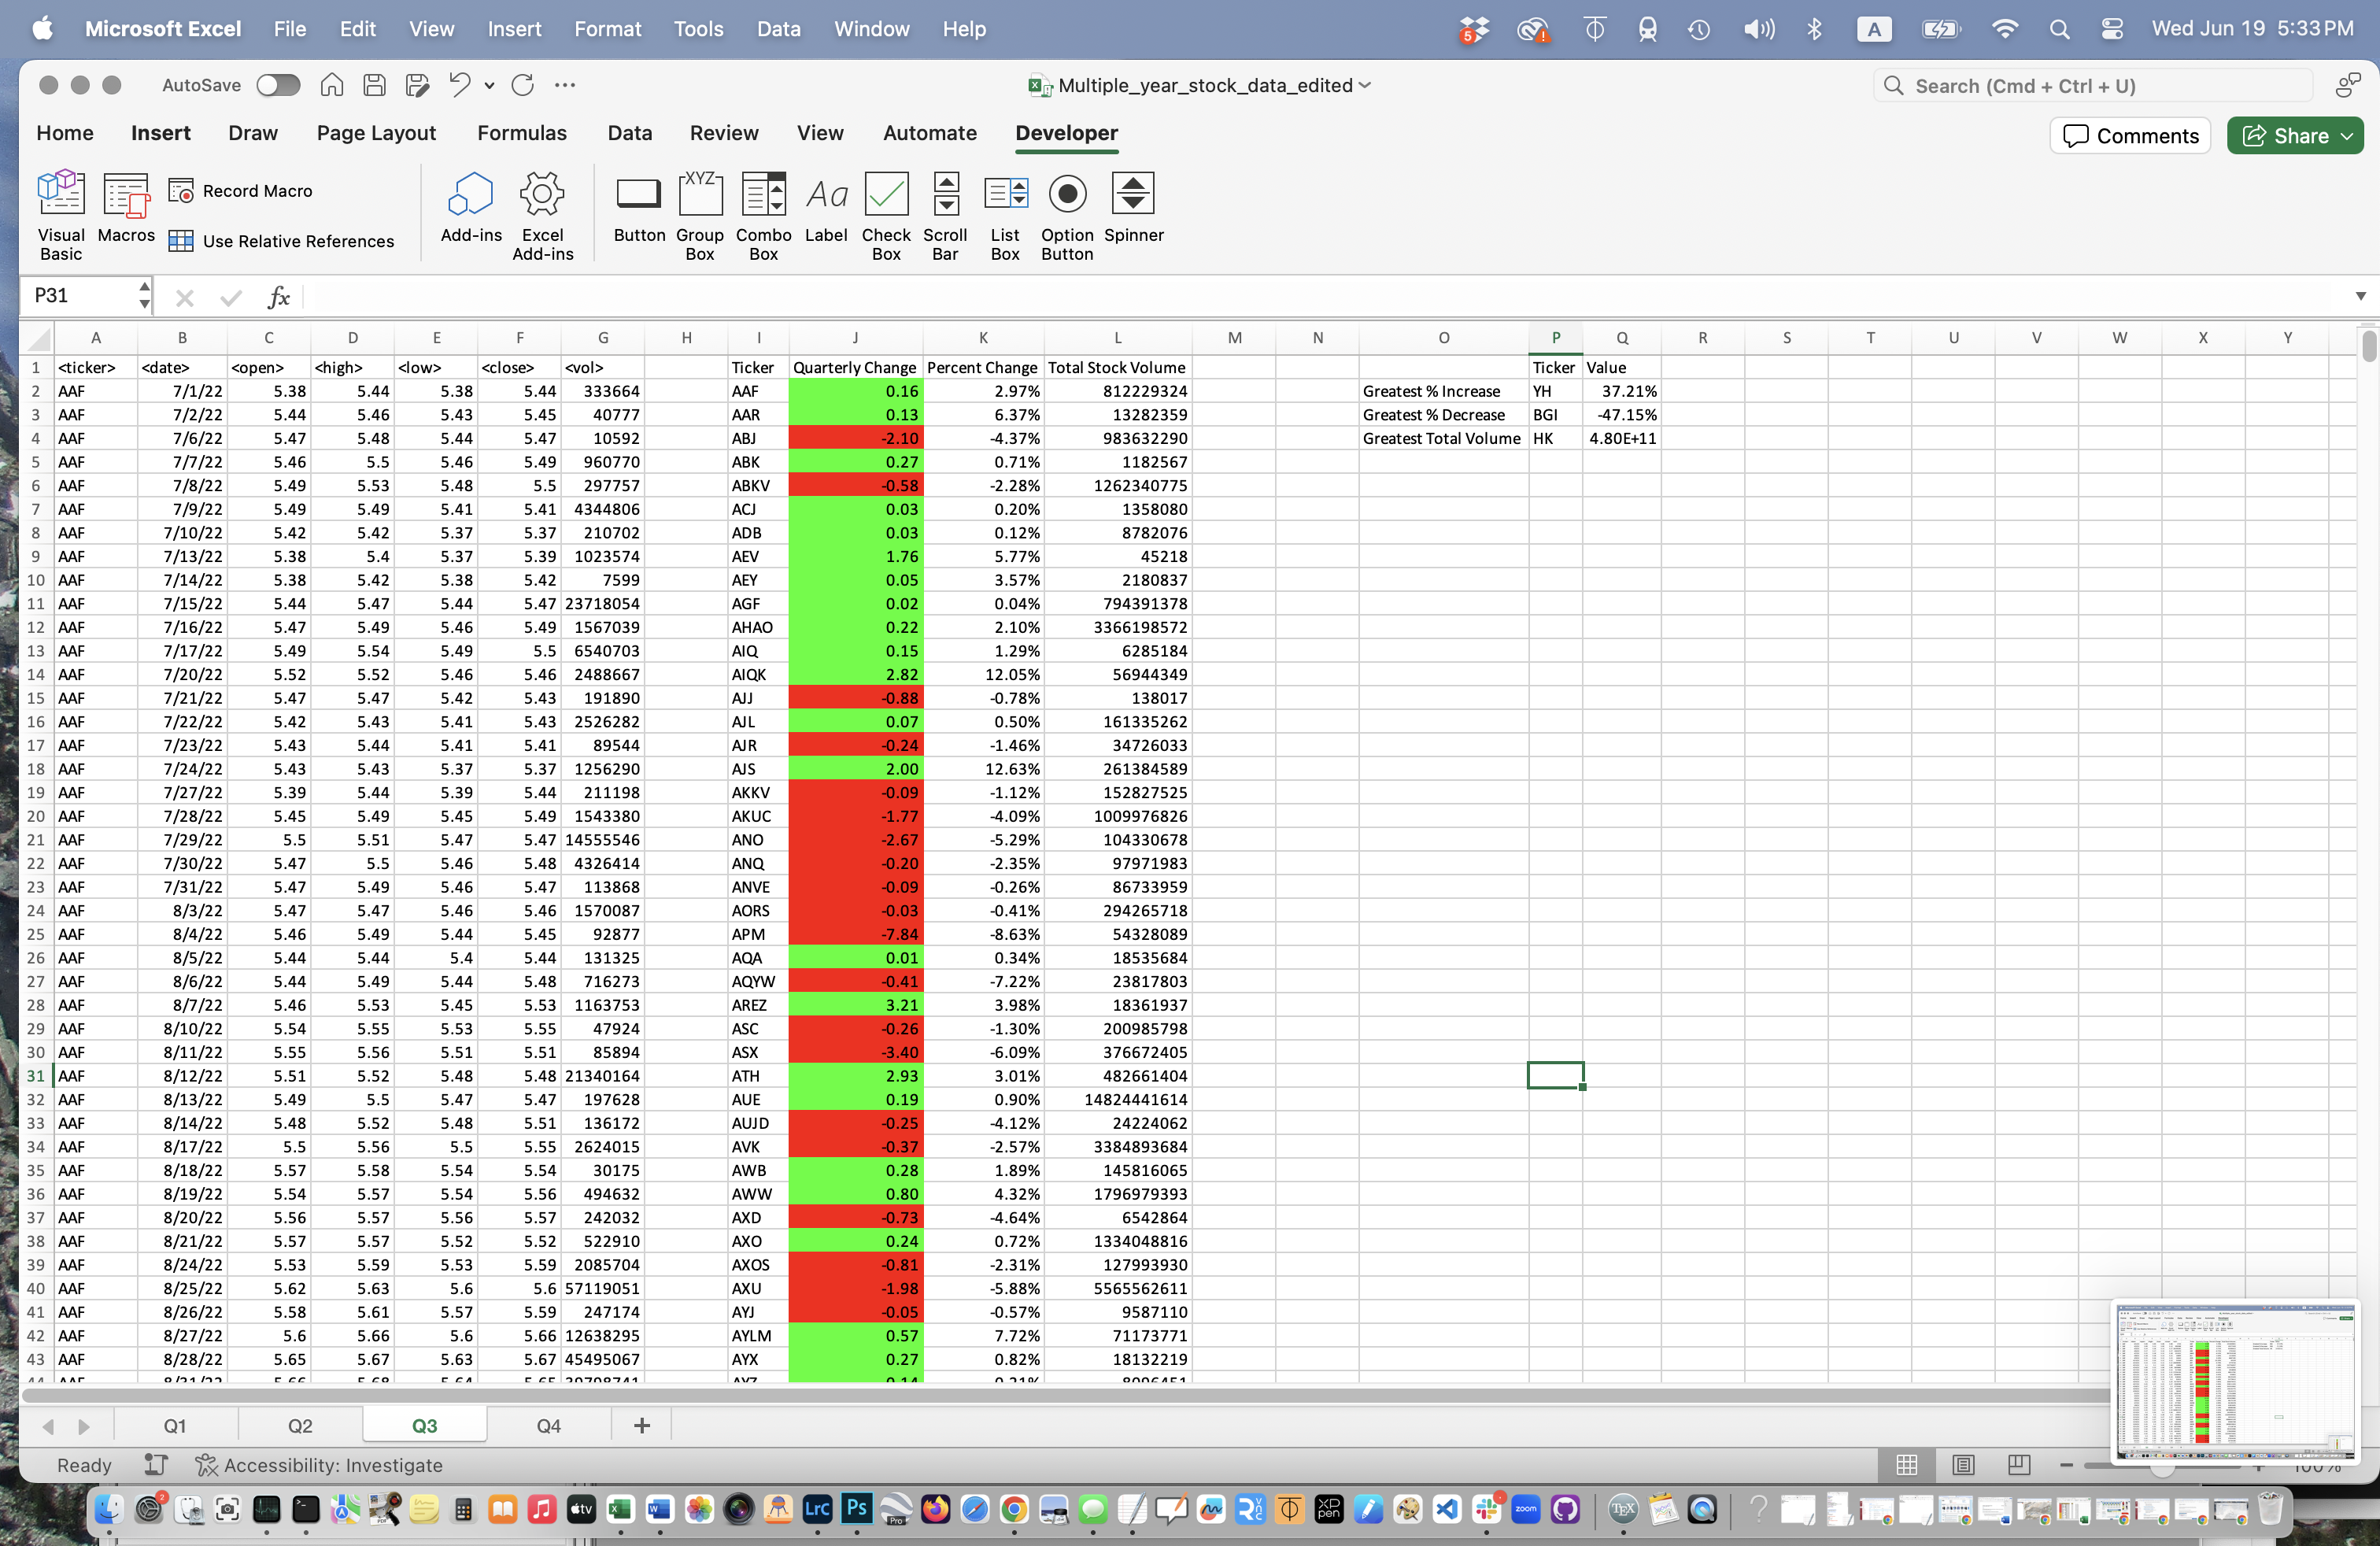 Microsoft Excel File Edit View Insert Format Tools Data Window Help 5 A Wed Jun 19 5:33 PM
AutoSave Multiple_year_stock_data_edited Search (Cmd + Ctrl + U)
Home Insert Draw Page Layout Formulas Data Review View Automate Developer Comments Share
Visual Basic Macros Record Macro Use Relative References Add-ins Excel Add-ins Button Group Box Combo Box Label Check Box Scroll Bar List Box Option Button Spinner
P31 fx
A B C D E F G H I J K L M N O P Q R S T U V W X Y
1 <ticker> <date> <open> <high> <low> <close> <vol> Ticker Quarterly Change Percent Change Total Stock Volume Ticker Value
2 AAF 7/1/22 5.38 5.44 5.38 5.44 333664 AAF 0.16 2.97% 812229324 Greatest % Increase YH 37.21%
3 AAF 7/2/22 5.44 5.46 5.43 5.45 40777 AAR 0.13 6.37% 13282359 Greatest % Decrease BGI -47.15%
4 AAF 7/6/22 5.47 5.48 5.44 5.47 10592 ABJ -2.10 -4.37% 983632290 Greatest Total Volume HK 4.80E+11
5 AAF 7/7/22 5.46 5.5 5.46 5.49 960770 ABK 0.27 0.71% 1182567
6 AAF 7/8/22 5.49 5.53 5.48 5.5 297757 ABKV -0.58 -2.28% 1262340775
7 AAF 7/9/22 5.49 5.49 5.41 5.41 4344806 ACJ 0.03 0.20% 1358080
8 AAF 7/10/22 5.42 5.42 5.37 5.37 210702 ADB 0.03 0.12% 8782076
9 AAF 7/13/22 5.38 5.4 5.37 5.39 1023574 AEV 1.76 5.77% 45218
10 AAF 7/14/22 5.38 5.42 5.38 5.42 7599 AEY 0.05 3.57% 2180837
11 AAF 7/15/22 5.44 5.47 5.44 5.47 23718054 AGF 0.02 0.04% 794391378
12 AAF 7/16/22 5.47 5.49 5.46 5.49 1567039 AHAO 0.22 2.10% 3366198572
13 AAF 7/17/22 5.49 5.54 5.49 5.5 6540703 AIQ 0.15 1.29% 6285184
14 AAF 7/20/22 5.52 5.52 5.46 5.46 2488667 AIQK 2.82 12.05% 56944349
15 AAF 7/21/22 5.47 5.47 5.42 5.43 191890 AJJ -0.88 -0.78% 138017
16 AAF 7/22/22 5.42 5.43 5.41 5.43 2526282 AJL 0.07 0.50% 161335262
17 AAF 7/23/22 5.43 5.44 5.41 5.41 89544 AJR -0.24 -1.46% 34726033
18 AAF 7/24/22 5.43 5.43 5.37 5.37 1256290 AJS 2.00 12.63% 261384589
19 AAF 7/27/22 5.39 5.44 5.39 5.44 211198 AKKV -0.09 -1.12% 152827525
20 AAF 7/28/22 5.45 5.49 5.45 5.49 1543380 AKUC -1.77 -4.09% 1009976826
21 AAF 7/29/22 5.5 5.51 5.47 5.47 14555546 ANO -2.67 -5.29% 104330678
22 AAF 7/30/22 5.47 5.5 5.46 5.48 4326414 ANQ -0.20 -2.35% 97971983
23 AAF 7/31/22 5.47 5.49 5.46 5.47 113868 ANVE -0.09 -0.26% 86733959
24 AAF 8/3/22 5.47 5.47 5.46 5.46 1570087 AORS -0.03 -0.41% 294265718
25 AAF 8/4/22 5.46 5.49 5.44 5.45 92877 APM -7.84 -8.63% 54328089
26 AAF 8/5/22 5.44 5.44 5.4 5.44 131325 AQA 0.01 0.34% 18535684
27 AAF 8/6/22 5.44 5.49 5.44 5.48 716273 AQYW -0.41 -7.22% 23817803
28 AAF 8/7/22 5.46 5.53 5.45 5.53 1163753 AREZ 3.21 3.98% 18361937
29 AAF 8/10/22 5.54 5.55 5.53 5.55 47924 ASC -0.26 -1.30% 200985798
30 AAF 8/11/22 5.55 5.56 5.51 5.51 85894 ASX -3.40 -6.09% 376672405
31 AAF 8/12/22 5.51 5.52 5.48 5.48 21340164 ATH 2.93 3.01% 482661404
32 AAF 8/13/22 5.49 5.5 5.47 5.47 197628 AUE 0.19 0.90% 14824441614
33 AAF 8/14/22 5.48 5.52 5.48 5.51 136172 AUJD -0.25 -4.12% 24224062
34 AAF 8/17/22 5.5 5.56 5.5 5.55 2624015 AVK -0.37 -2.57% 3384893684
35 AAF 8/18/22 5.57 5.58 5.54 5.54 30175 AWB 0.28 1.89% 145816065
36 AAF 8/19/22 5.54 5.57 5.54 5.56 494632 AWW 0.80 4.32% 1796979393
37 AAF 8/20/22 5.56 5.57 5.56 5.57 242032 AXD -0.73 -4.64% 6542864
38 AAF 8/21/22 5.57 5.57 5.52 5.52 522910 AXO 0.24 0.72% 1334048816
39 AAF 8/24/22 5.53 5.59 5.53 5.59 2085704 AXOS -0.81 -2.31% 127993930
40 AAF 8/25/22 5.62 5.63 5.6 5.6 57119051 AXU -1.98 -5.88% 5565562611
41 AAF 8/26/22 5.58 5.61 5.57 5.59 247174 AYJ -0.05 -0.57% 9587110
42 AAF 8/27/22 5.6 5.66 5.6 5.66 12638295 AYLM 0.57 7.72% 71173771
43 AAF 8/28/22 5.65 5.67 5.63 5.67 45495067 AYX 0.27 0.82% 18132219
Q1 Q2 Q3 Q4 +
Ready Accessibility: Investigate 100%
2 tv LrC Ps Pro XP pen zoom TEX